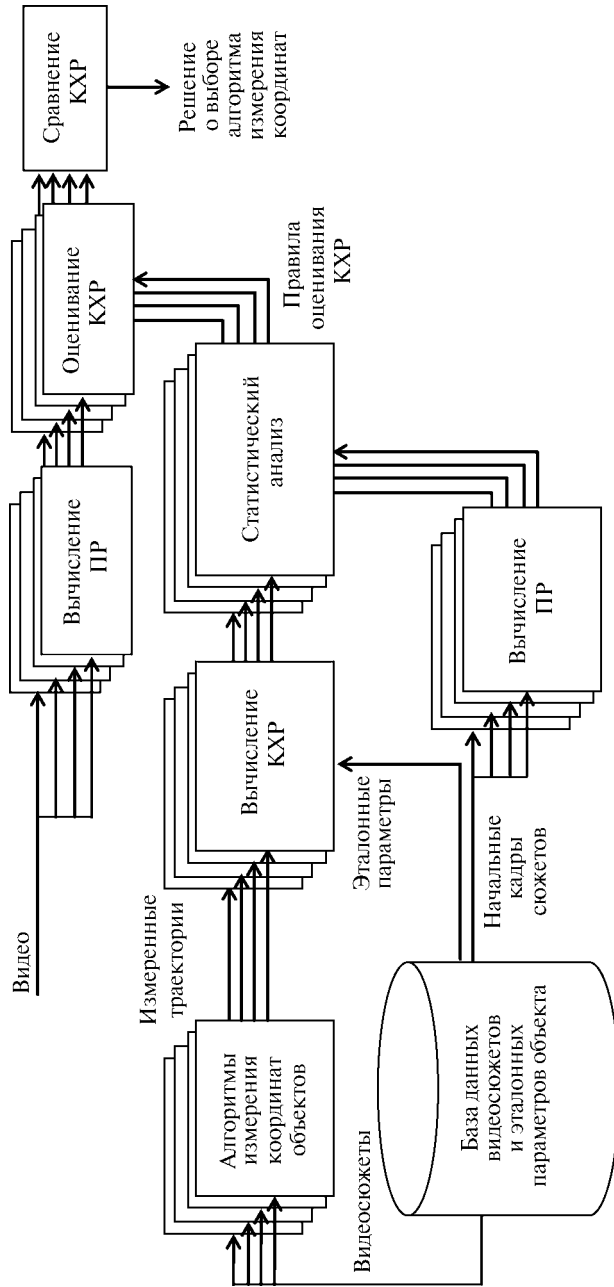 Видео
Вычисление
ПР
Оценивание
КХР
Сравнение
КХР
Решение
о выборе
алгоритма
измерения
координат
Правила
оценивания
КХР
Измеренные
траектории
Алгоритмы
измерения
координат
объектов
Вычисление
КХР
Статистический
анализ
Видеосюжеты
Эталонные
параметры
База данных
видеосюжетов
и эталонных
параметров объекта
Начальные
кадры
сюжетов
Вычисление
ПР